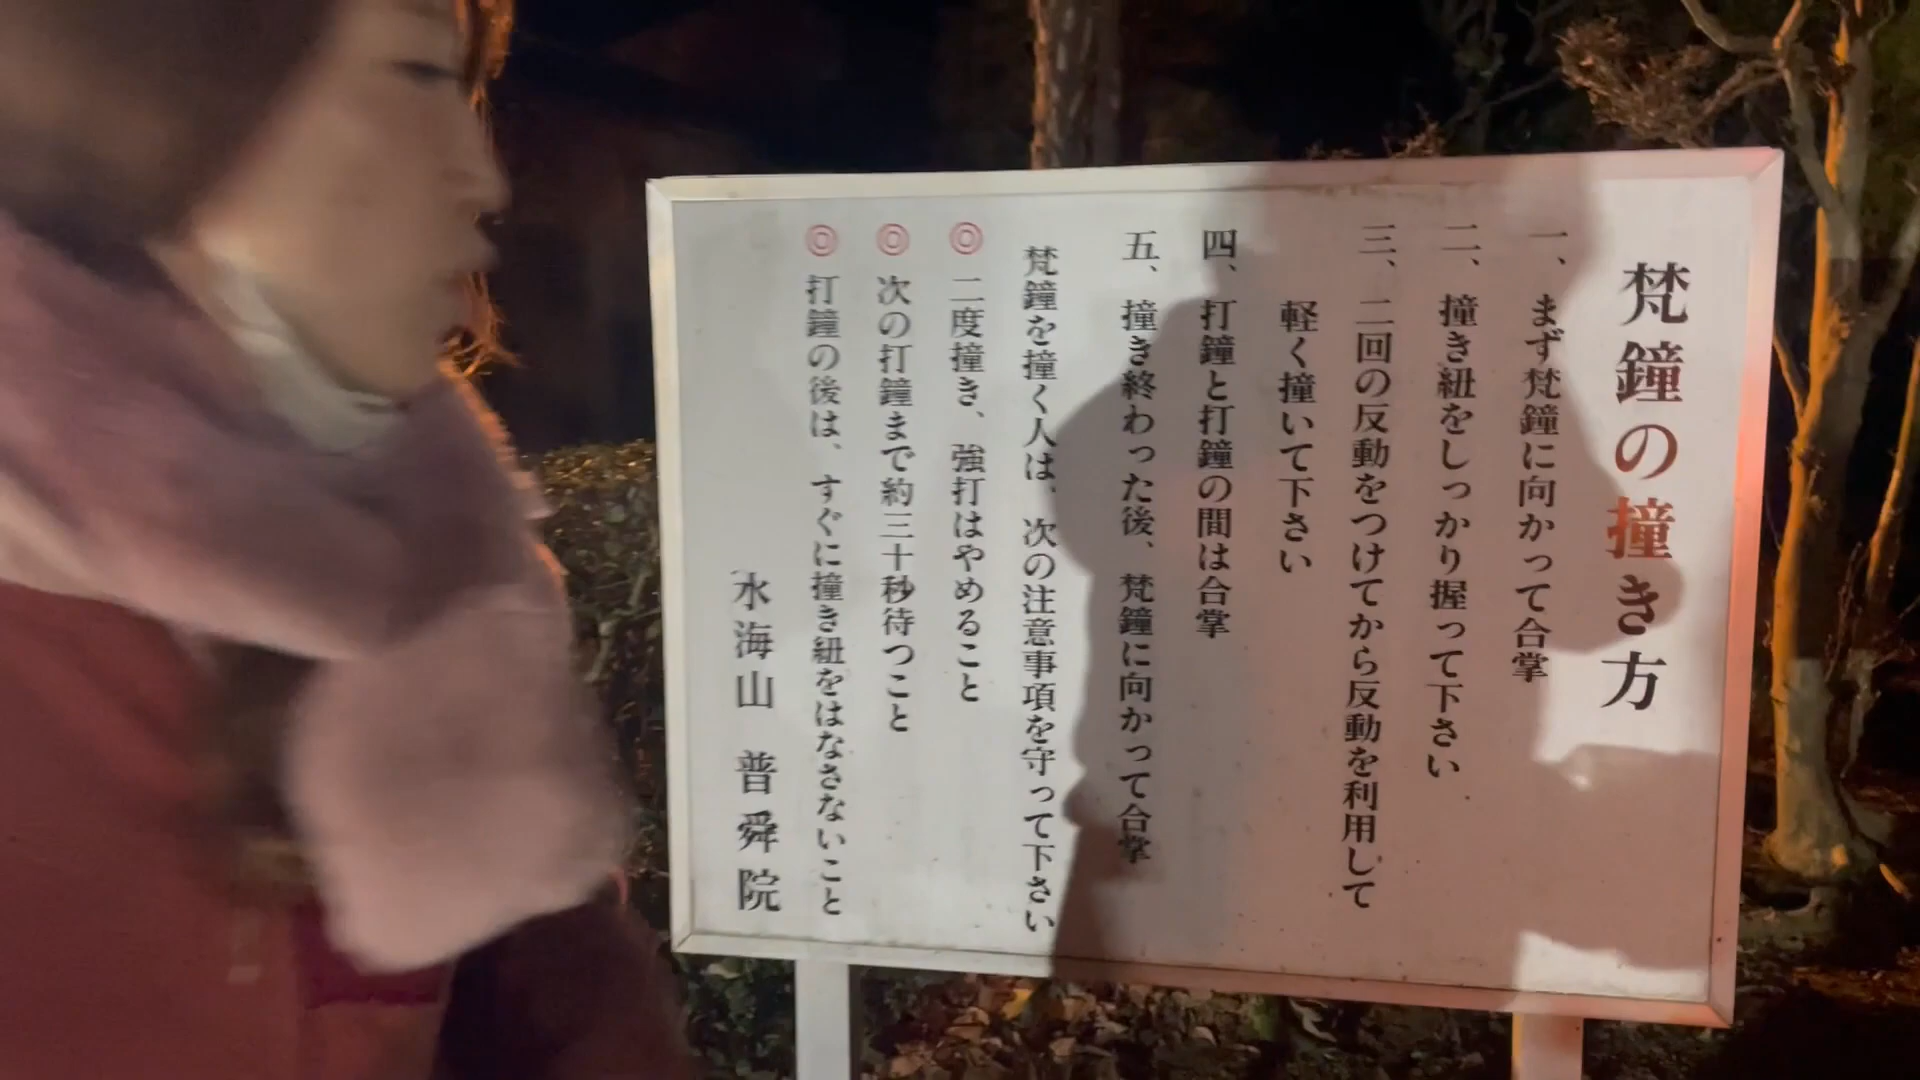 梵鐘の撞き方
一、まず梵鐘に向かって合掌
二、撞き紐をしっかり握って下さい
三、二回の反動をつけてから反動を利用して
軽く撞いて下さい
四、打鐘と打鐘の間は合掌
五、撞き終わった後、梵鐘に向かって合掌
梵鐘を撞く人は、次の注意事項を守って下さい
◎二度撞き、強打はやめること
◎次の打鐘まで約三十秒待つこと
◎打鐘の後は、すぐに撞き紐をはなさないこと
水海山 普舜院